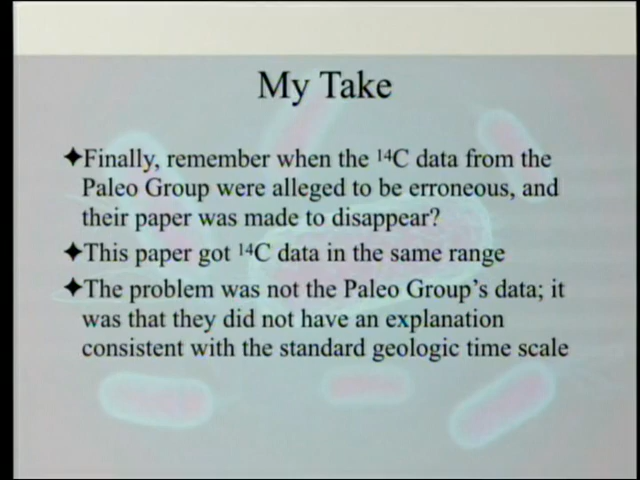 My Take
✦Finally, remember when the ¹⁴C data from the
Paleo Group were alleged to be erroneous, and
their paper was made to disappear?
✦This paper got ¹⁴C data in the same range
✦The problem was not the Paleo Group's data; it
was that they did not have an explanation
consistent with the standard geologic time scale